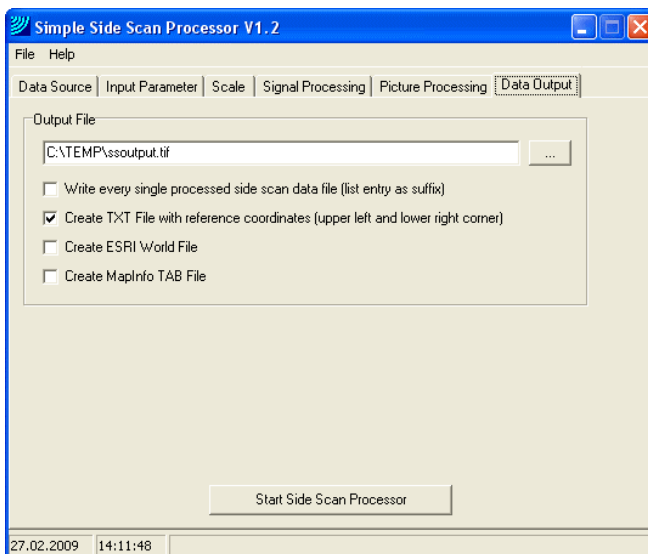 Simple Side Scan Processor V1.2
File Help
Data Source Input Parameter Scale Signal Processing Picture Processing Data Output
Output File
C:\TEMP\ssoutput.tif
...
Write every single processed side scan data file (list entry as suffix)
Create TXT File with reference coordinates (upper left and lower right corner)
Create ESRI World File
Create MapInfo TAB File
Start Side Scan Processor
27.02.2009 14:11:48